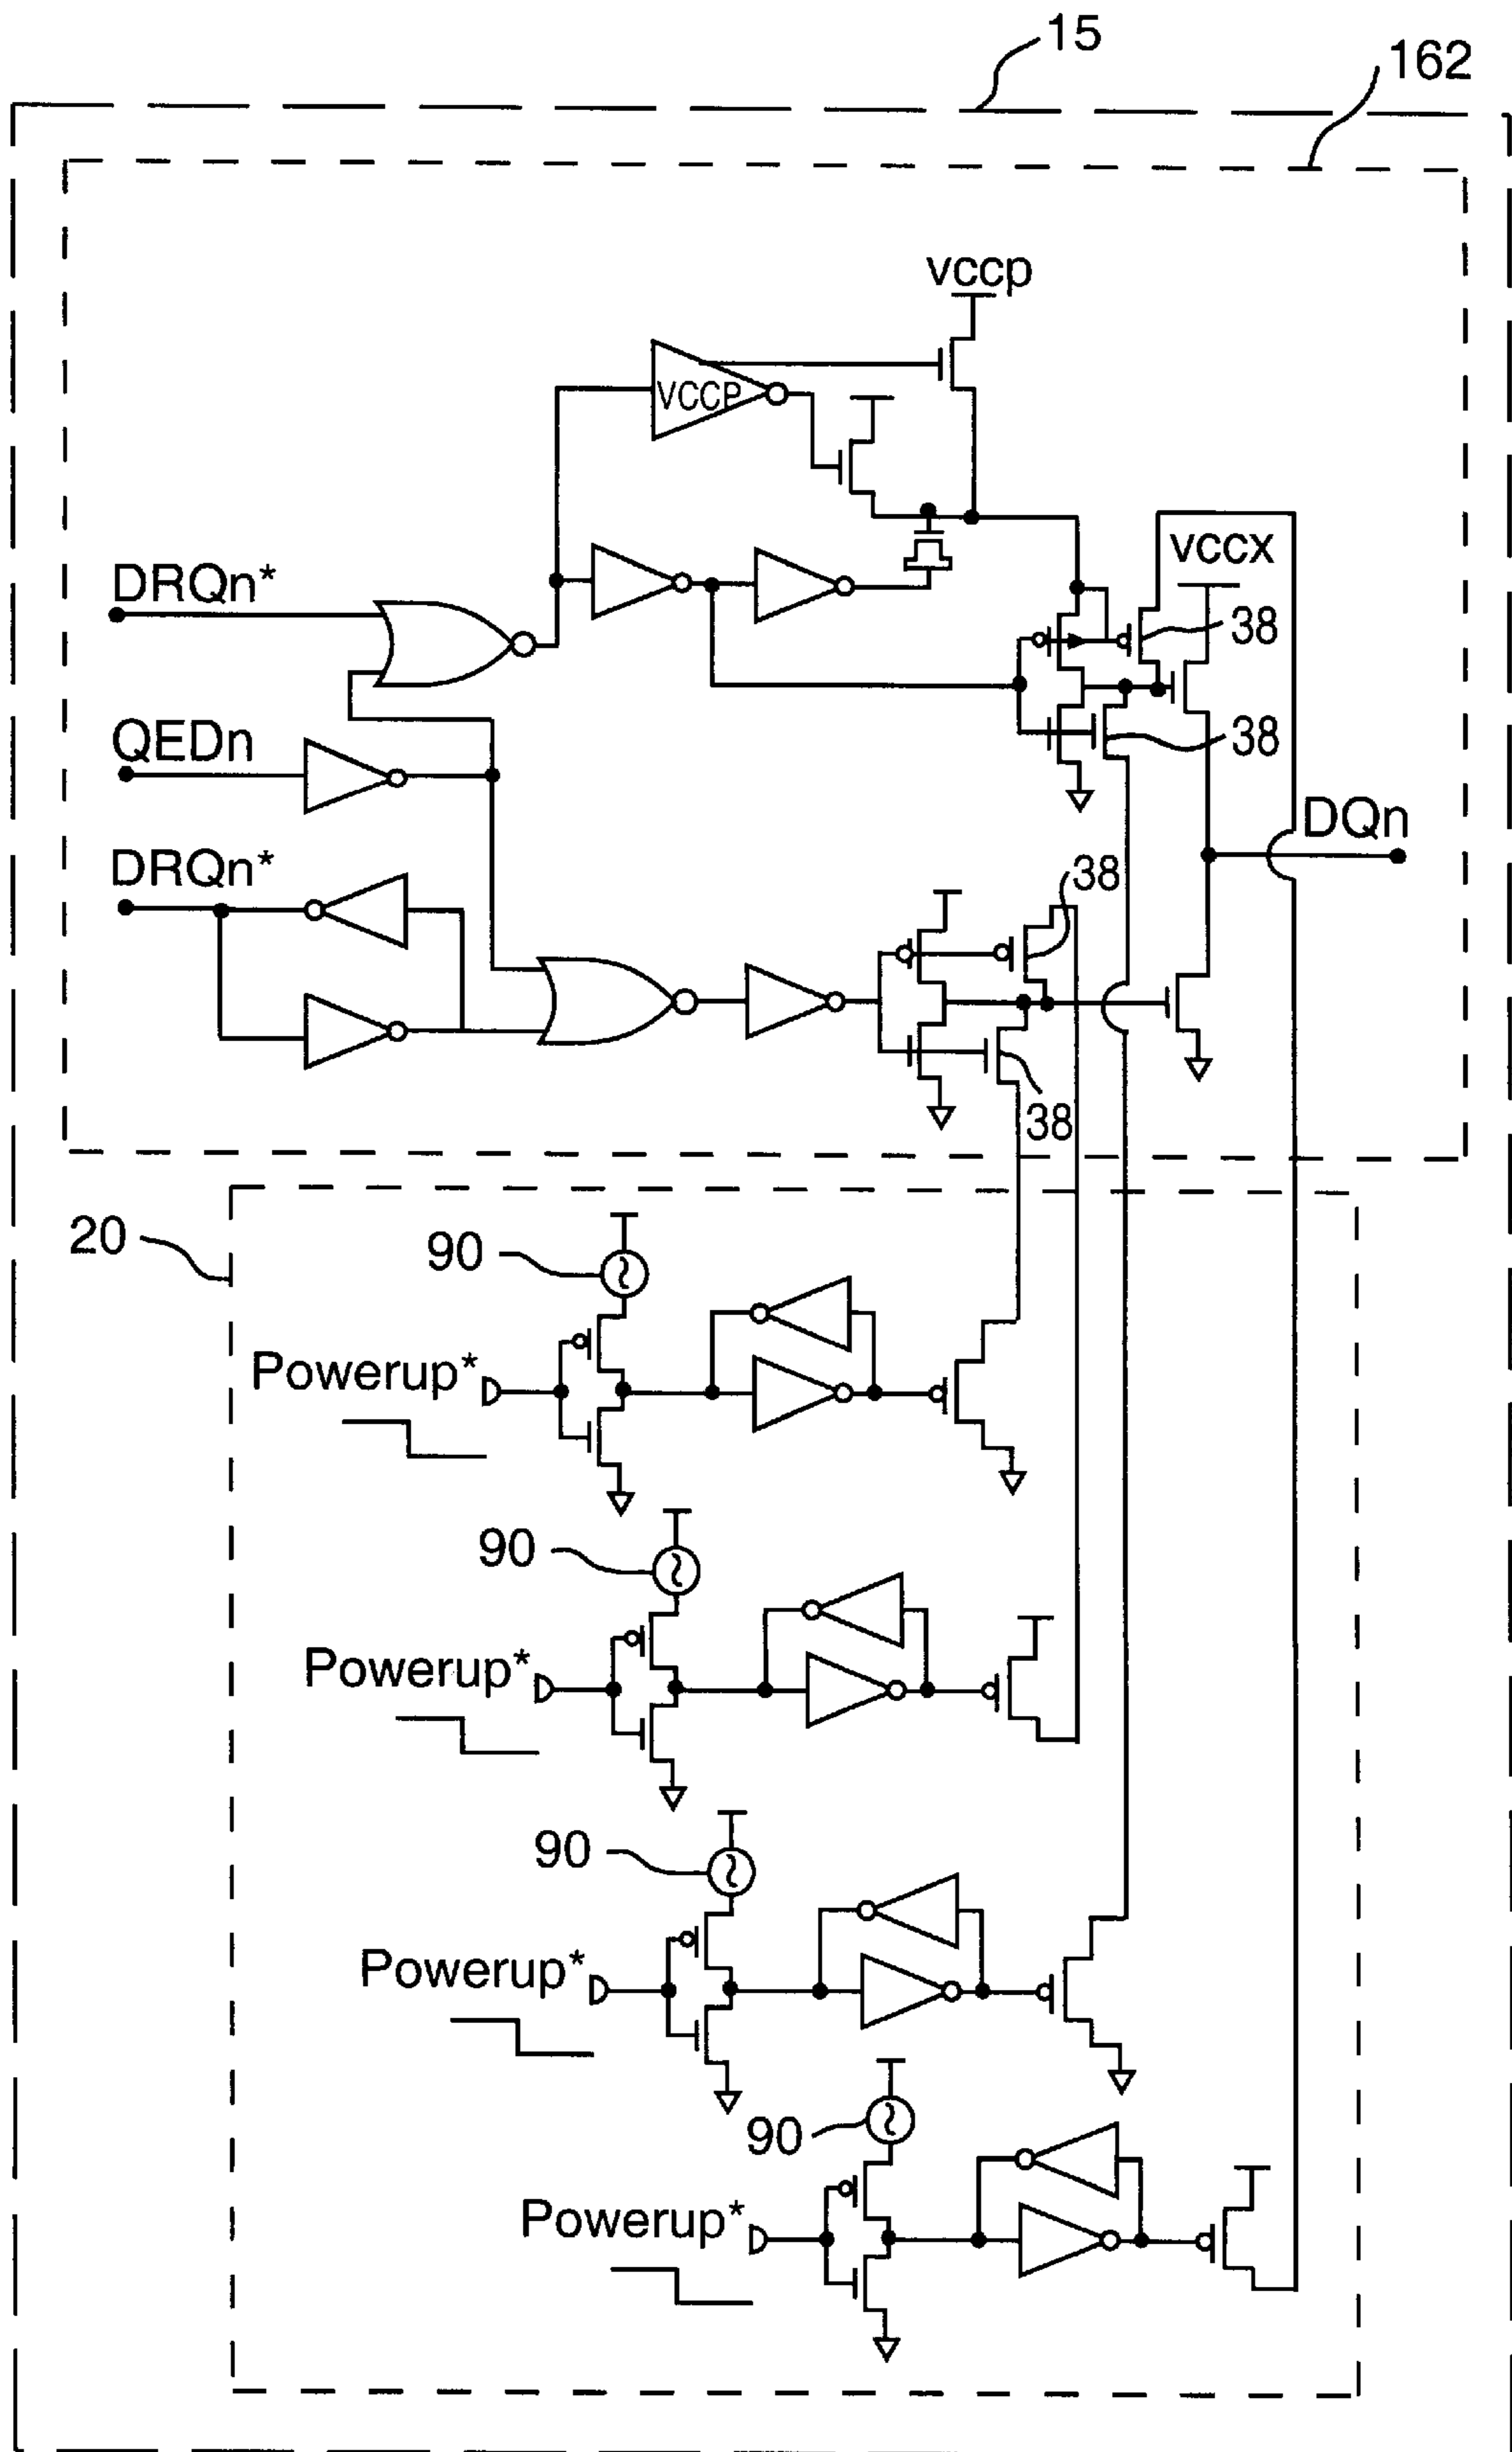 15
162
vccp
VCCP
DRQn*
vccx
38
QEDn
38
DQn
DRQn*
38
38
20
90
Powerup*
90
Powerup*
90
Powerup*
90
Powerup*